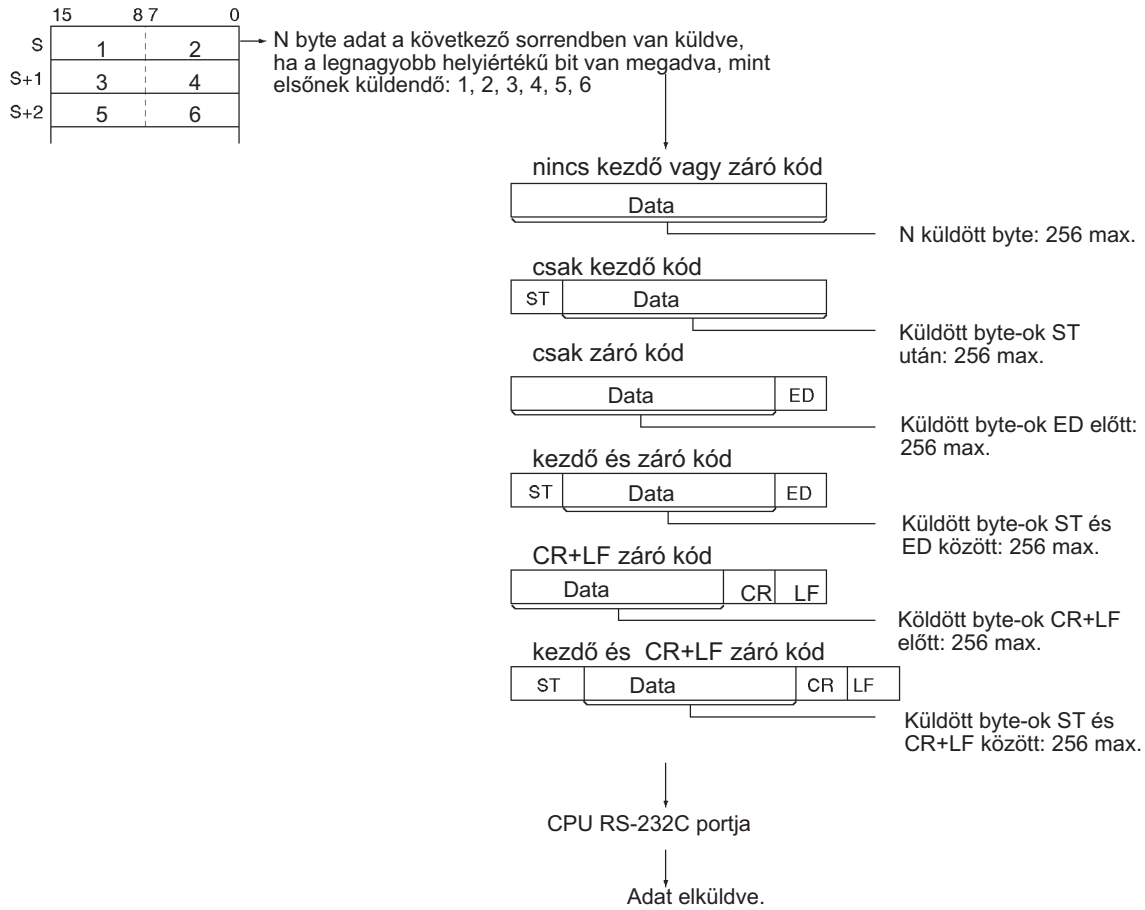 15 8 7 0
S 1 2
S+1 3 4
S+2 5 6
N byte adat a következő sorrendben van küldve,
ha a legnagyobb helyiértékű bit van megadva, mint
elsőnek küldendő: 1, 2, 3, 4, 5, 6
nincs kezdő vagy záró kód
Data
N küldött byte: 256 max.
csak kezdő kód
ST Data
Küldött byte-ok ST
után: 256 max.
csak záró kód
Data ED
Küldött byte-ok ED előtt:
256 max.
kezdő és záró kód
ST Data ED
Küldött byte-ok ST és
ED között: 256 max.
CR+LF záró kód
Data CR LF
Köldött byte-ok CR+LF
előtt: 256 max.
kezdő és CR+LF záró kód
ST Data CR LF
Küldött byte-ok ST és
CR+LF között: 256 max.
CPU RS-232C portja
Adat elküldve.